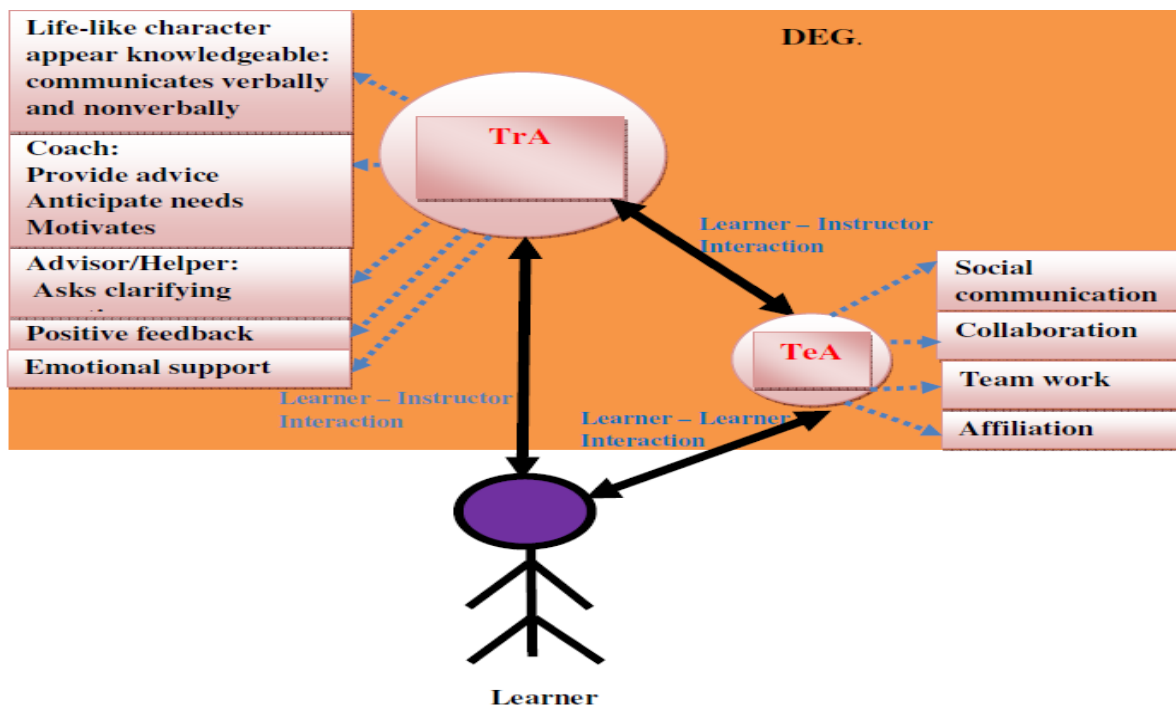 Life-like character
appear knowledgeable:
communicates verbally
and nonverbally
Coach:
Provide advice
Anticipate needs
Motivates
Advisor/Helper:
Asks clarifying
Positive feedback
Emotional support
DEG.
TrA
Learner – Instructor
Interaction
TeA
Social
communication
Collaboration
Team work
Affiliation
Learner – Instructor
Interaction
Learner – Learner
Interaction
Learner